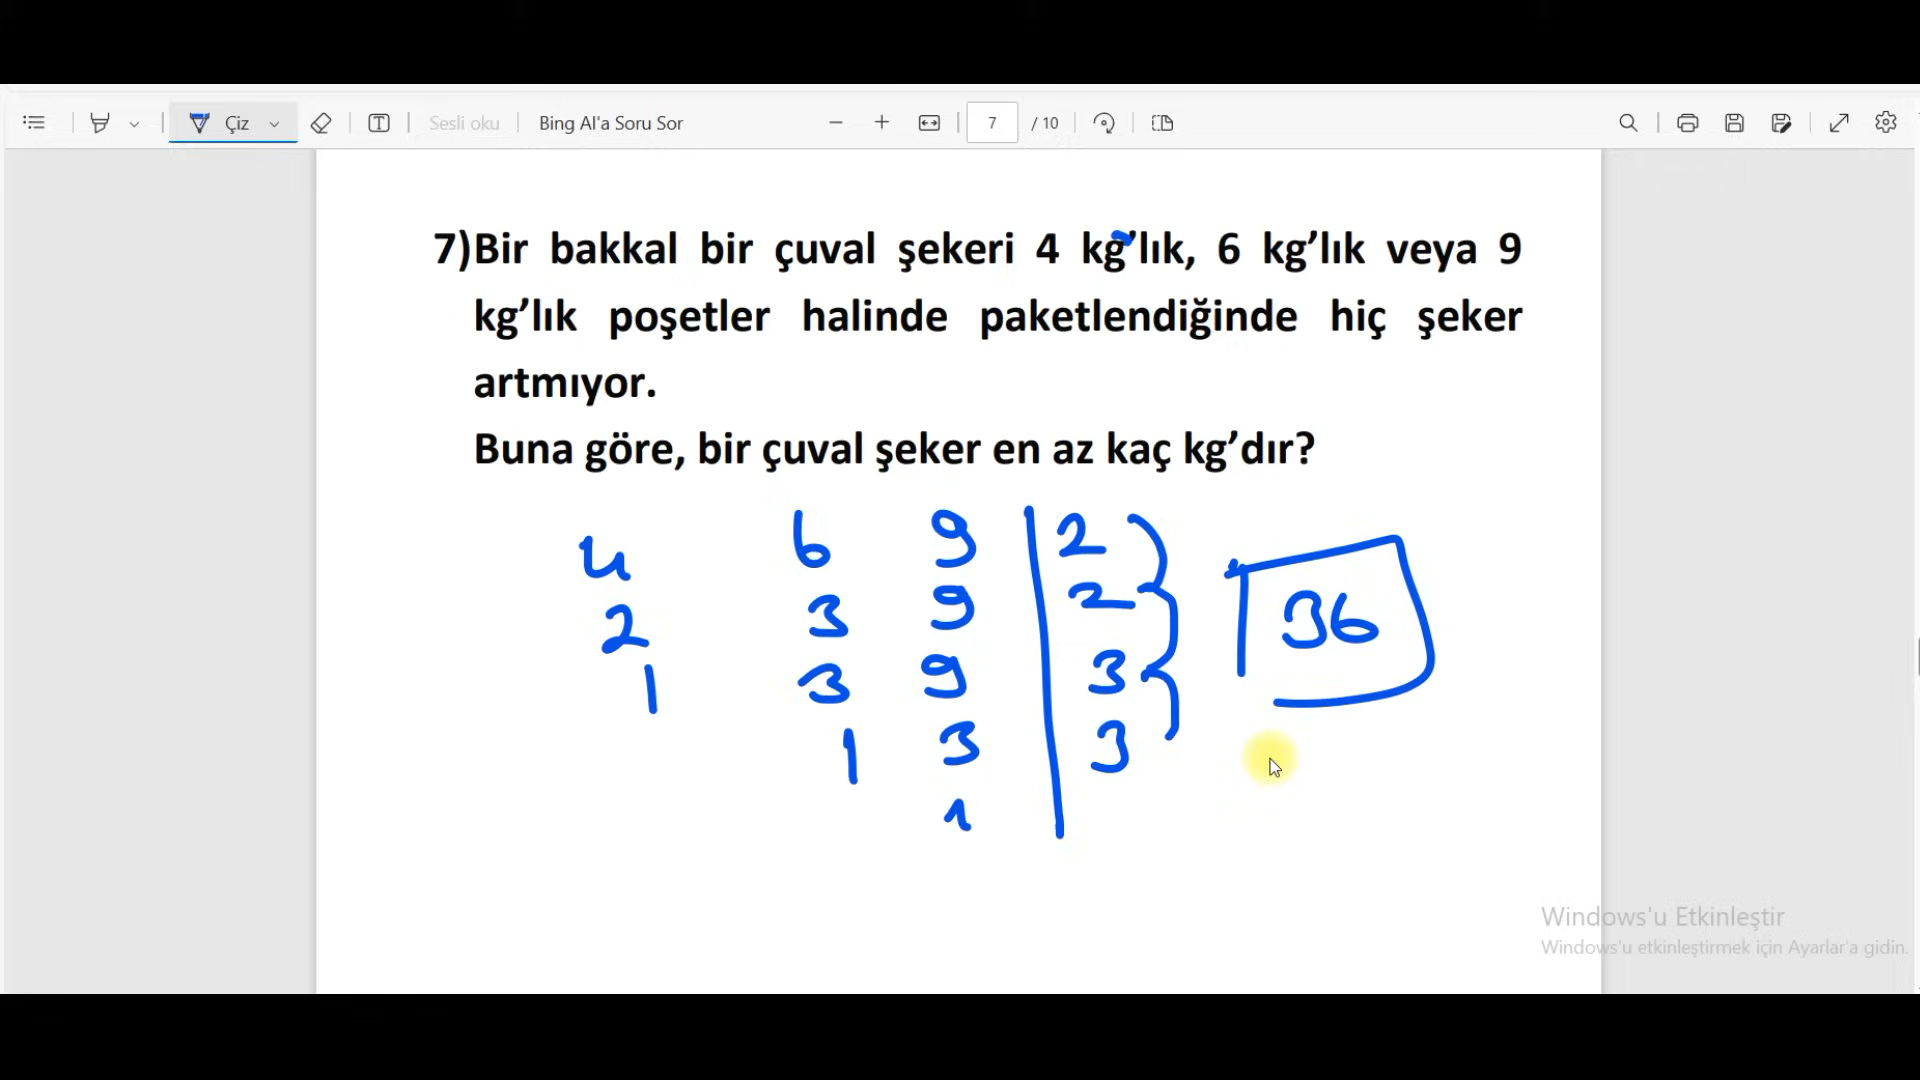 Çiz
Sesli oku
Bing AI'a Soru Sor
7
/ 10
7)Bir bakkal bir çuval şekeri 4 kg'lık, 6 kg'lık veya 9
kg'lık poşetler halinde paketlendiğinde hiç şeker
artmıyor.
Buna göre, bir çuval şeker en az kaç kg'dır?
4 6 9 2
2 3 9 2
1 3 9 3
1 3 3
1
36
Windows'u Etkinleştir
Windows'u etkinleştirmek için Ayarlar'a gidin.